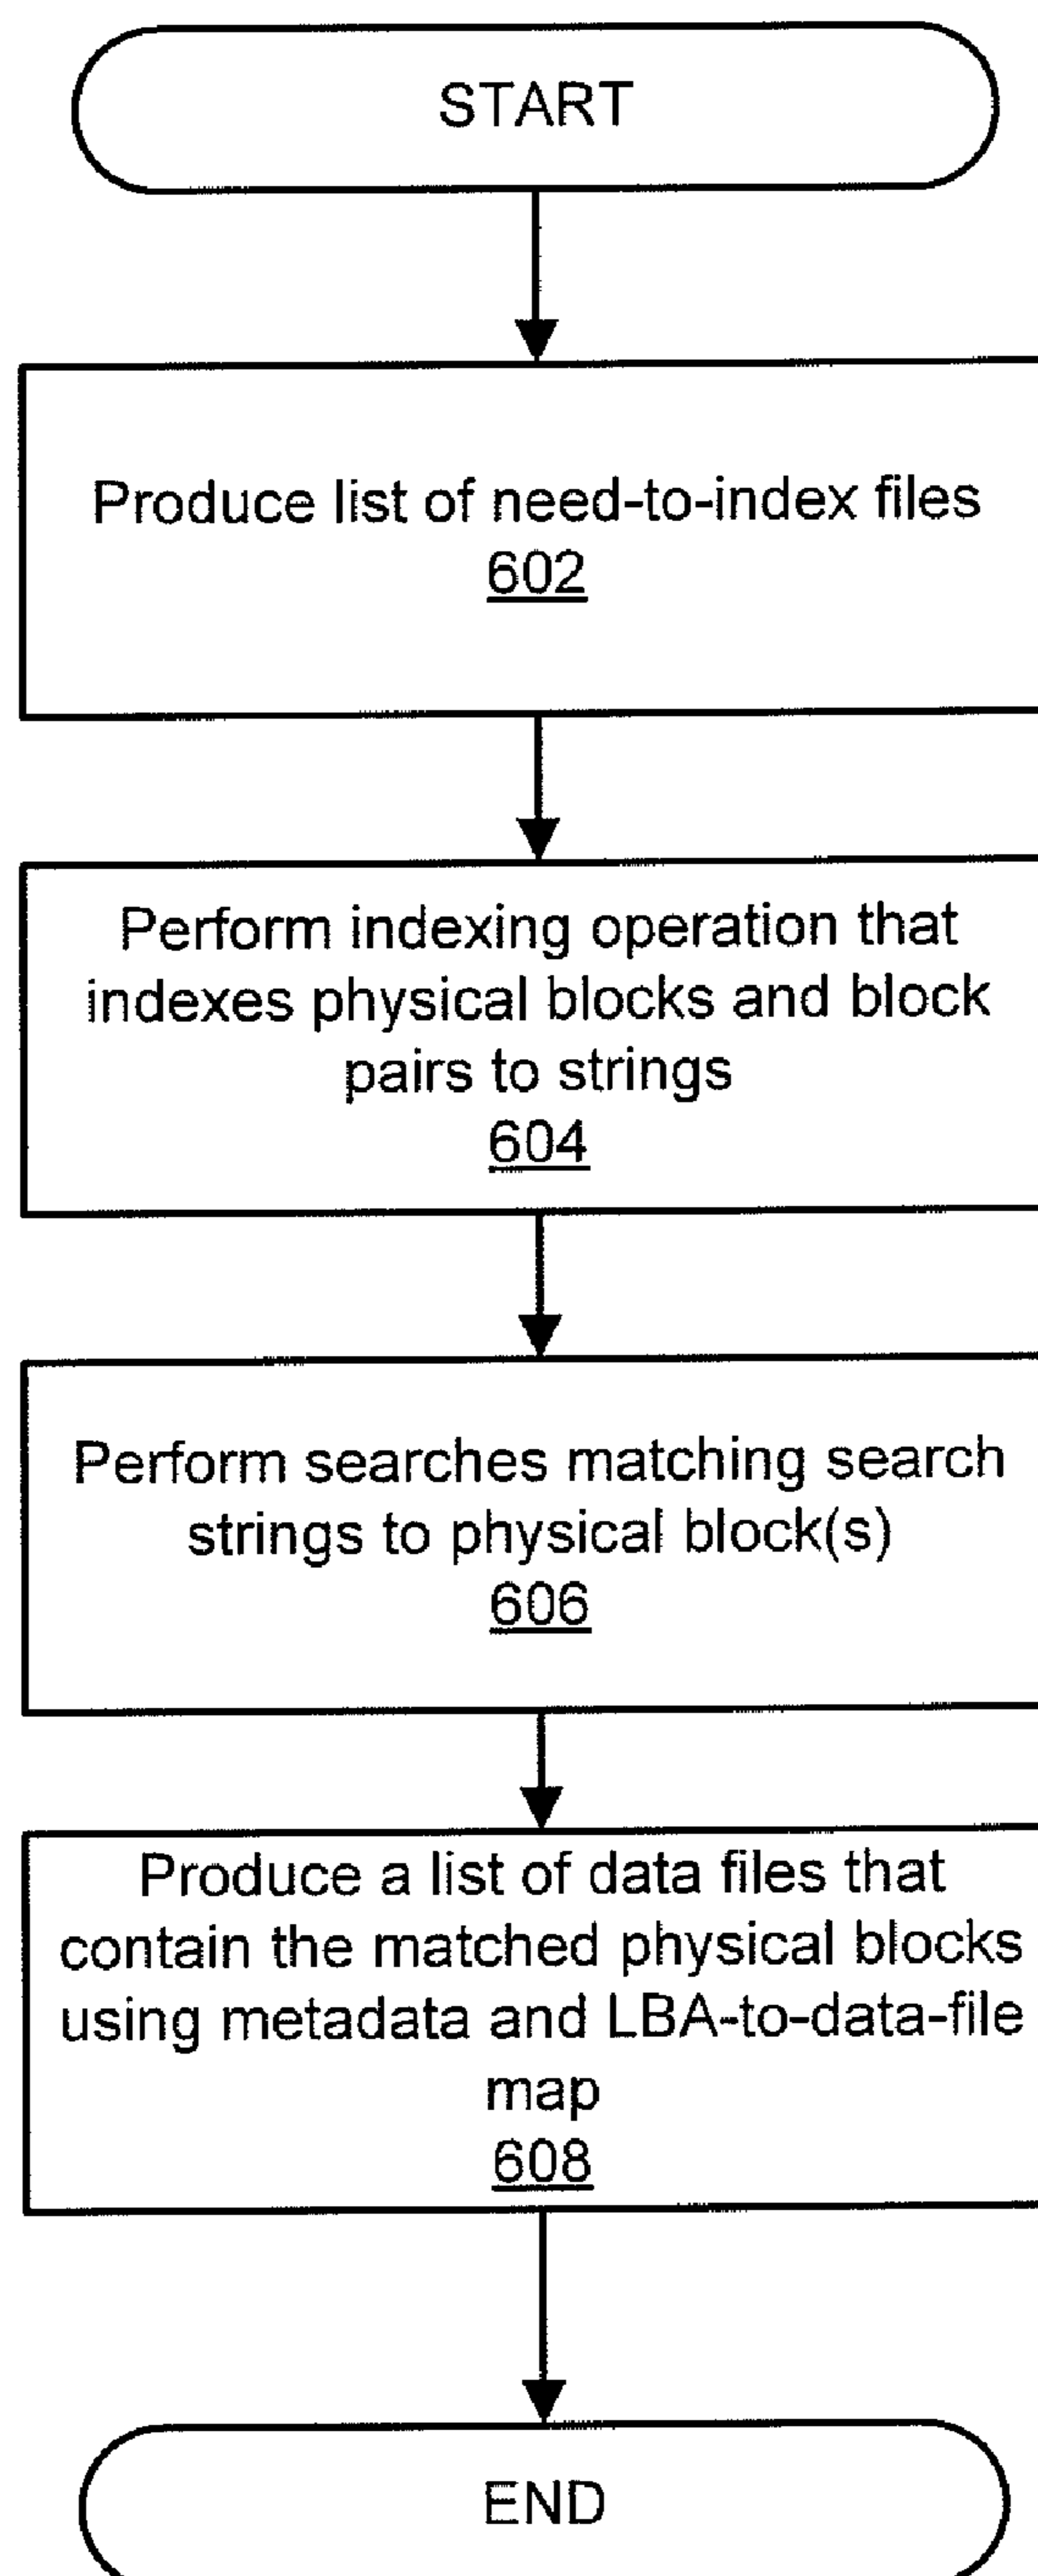 START
Produce list of need-to-index files
602
Perform indexing operation that
indexes physical blocks and block
pairs to strings
604
Perform searches matching search
strings to physical block(s)
606
Produce a list of data files that
contain the matched physical blocks
using metadata and LBA-to-data-file
map
608
END